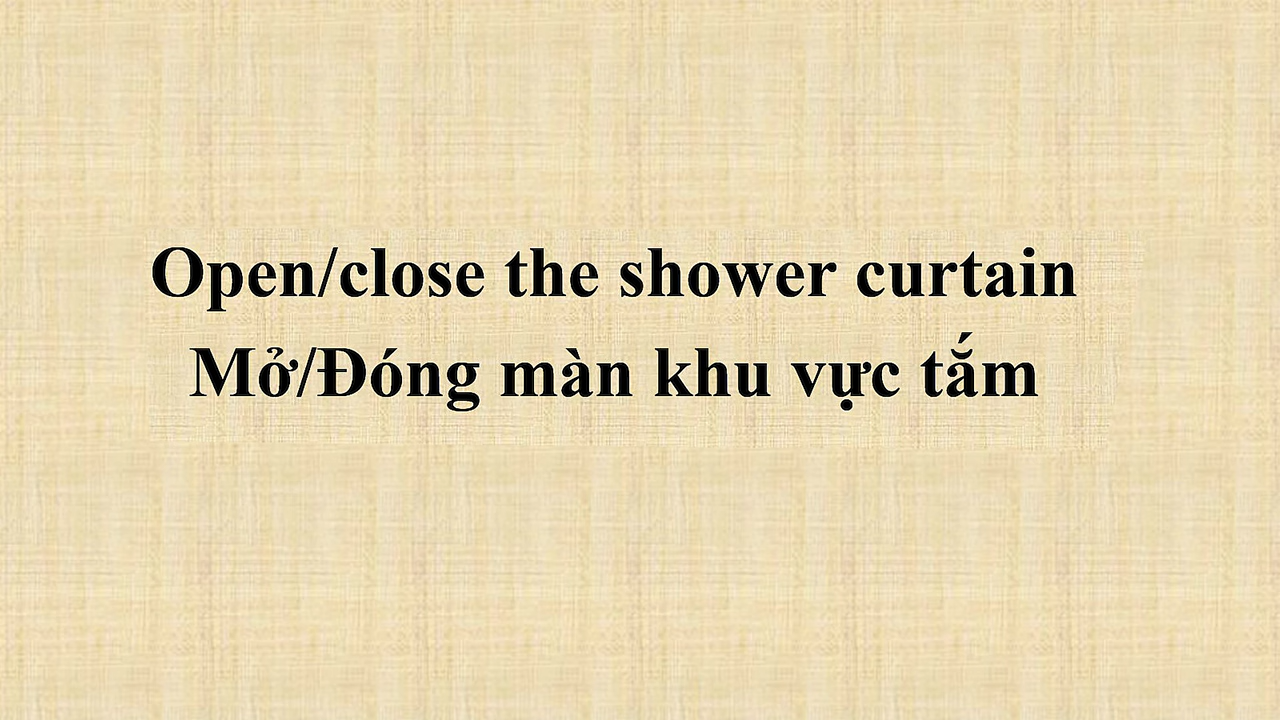 Open/close the shower curtain
Mở/Đóng màn khu vực tắm